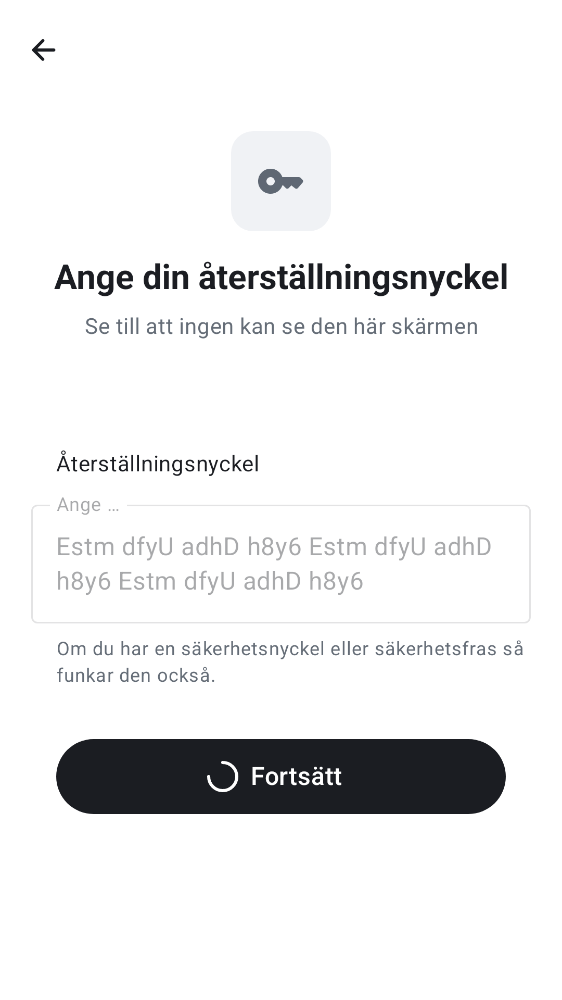 Ange din återställningsnyckel
Se till att ingen kan se den här skärmen
Återställningsnyckel
Ange …
Estm dfyU adhD h8y6 Estm dfyU adhD
h8y6 Estm dfyU adhD h8y6
Om du har en säkerhetsnyckel eller säkerhetsfras så
funkar den också.
Fortsätt